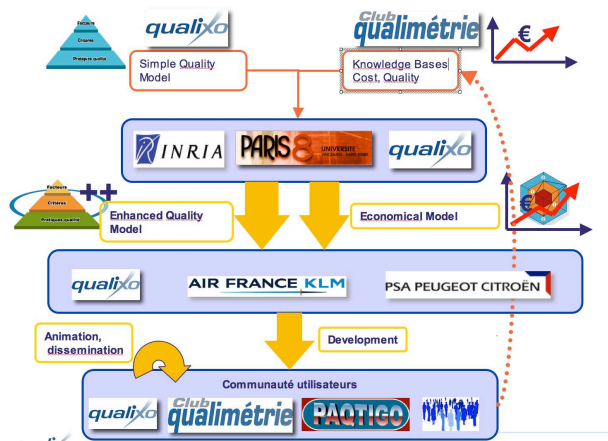 Facteurs
Critères
Pratiques qualité
qualixo
Club
qualimétrie
€
Simple Quality
Model
Knowledge Bases
Cost, Quality
INRIA
PARIS 8
UNIVERSITÉ
qualixo
++
Facteurs
Critères
Pratiques qualité
Enhanced Quality
Model
Economical Model
€
qualixo
AIR FRANCE KLM
PSA PEUGEOT CITROËN
Animation,
dissemination
Development
Communauté utilisateurs
qualixo
Club
qualimétrie
PAQTIGO